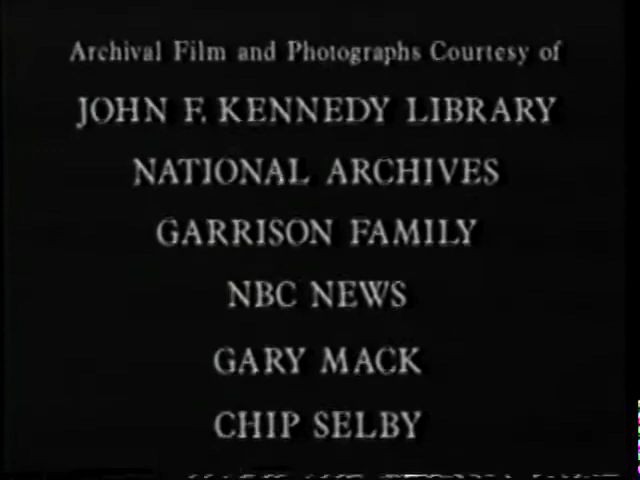 Archival Film and Photographs Courtesy of
JOHN F. KENNEDY LIBRARY
NATIONAL ARCHIVES
GARRISON FAMILY
NBC NEWS
GARY MACK
CHIP SELBY